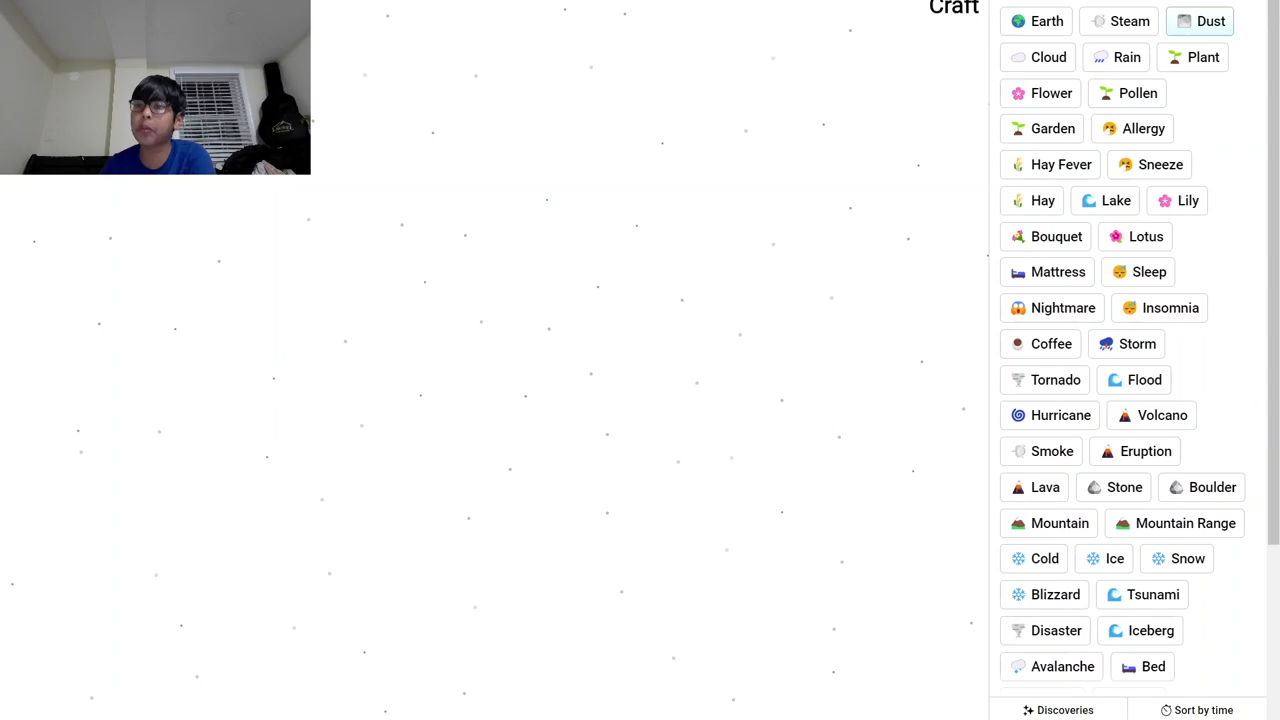 Craft
Earth Steam Dust
Cloud Rain Plant
Flower Pollen
Garden Allergy
Hay Fever Sneeze
Hay Lake Lily
Bouquet Lotus
Mattress Sleep
Nightmare Insomnia
Coffee Storm
Tornado Flood
Hurricane Volcano
Smoke Eruption
Lava Stone Boulder
Mountain Mountain Range
Cold Ice Snow
Blizzard Tsunami
Disaster Iceberg
Avalanche Bed
Discoveries Sort by time